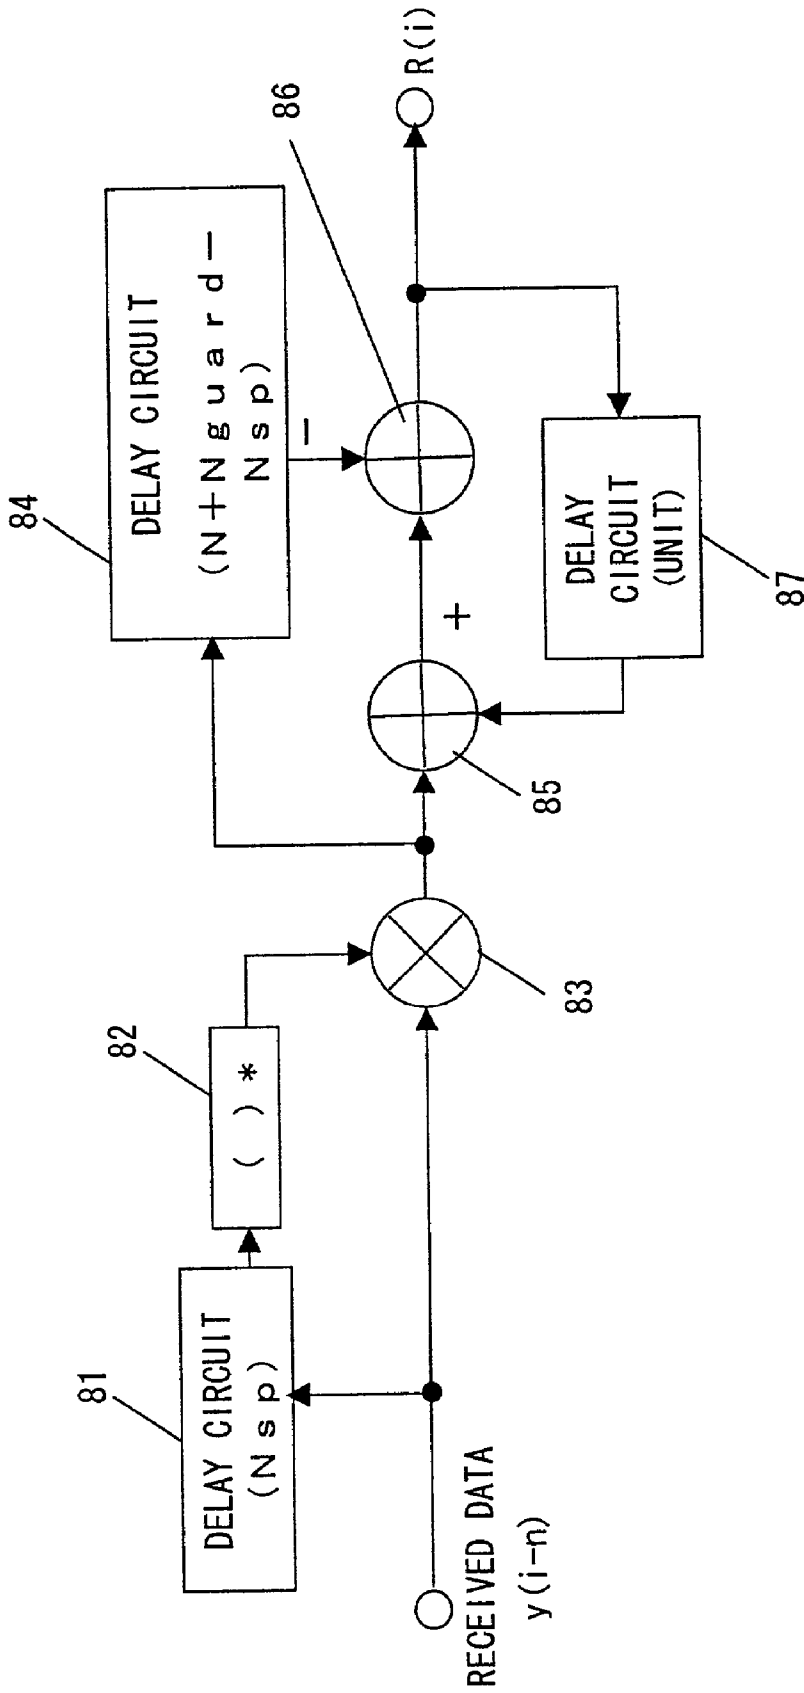 81
DELAY CIRCUIT
(Nsp)
82
( )*
RECEIVED DATA
y(i-n)
83
84
DELAY CIRCUIT
(N+Nguard-
Nsp)
-
85
+
86
DELAY
CIRCUIT
(UNIT)
87
R(i)